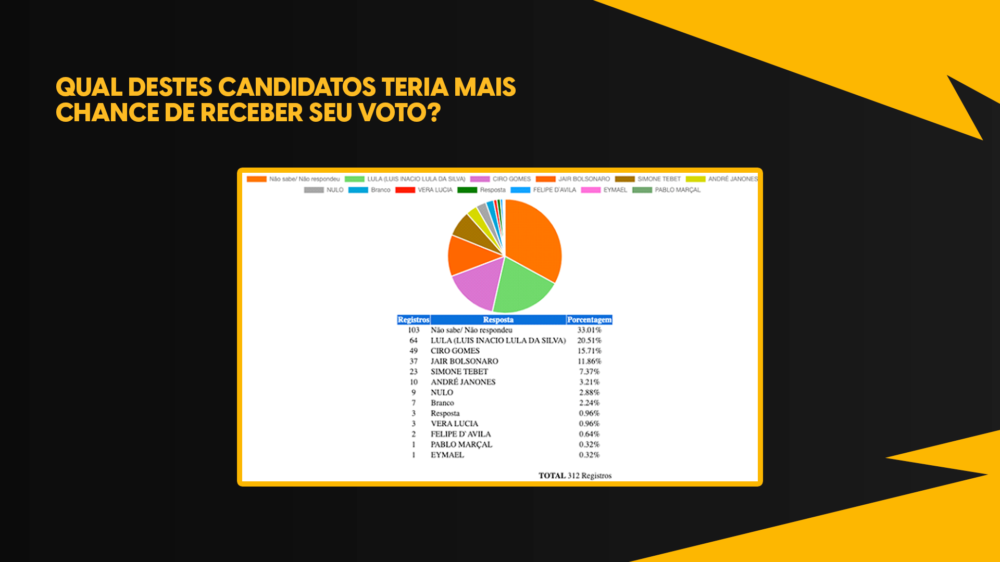 QUAL DESTES CANDIDATOS TERIA MAIS
CHANCE DE RECEBER SEU VOTO?
Não sabe/ Não respondeu LULA (LUIS INACIO LULA DA SILVA) CIRO GOMES JAIR BOLSONARO SIMONE TEBET ANDRÉ JANONES
NULO Branco VERA LUCIA Resposta FELIPE D`AVILA EYMAEL PABLO MARÇAL
Registros Resposta Porcentagem
103 Não sabe/ Não respondeu 33.01%
64 LULA (LUIS INACIO LULA DA SILVA) 20.51%
49 CIRO GOMES 15.71%
37 JAIR BOLSONARO 11.86%
23 SIMONE TEBET 7.37%
10 ANDRÉ JANONES 3.21%
9 NULO 2.88%
7 Branco 2.24%
3 Resposta 0.96%
3 VERA LUCIA 0.96%
2 FELIPE D`AVILA 0.64%
1 PABLO MARÇAL 0.32%
1 EYMAEL 0.32%
TOTAL 312 Registros